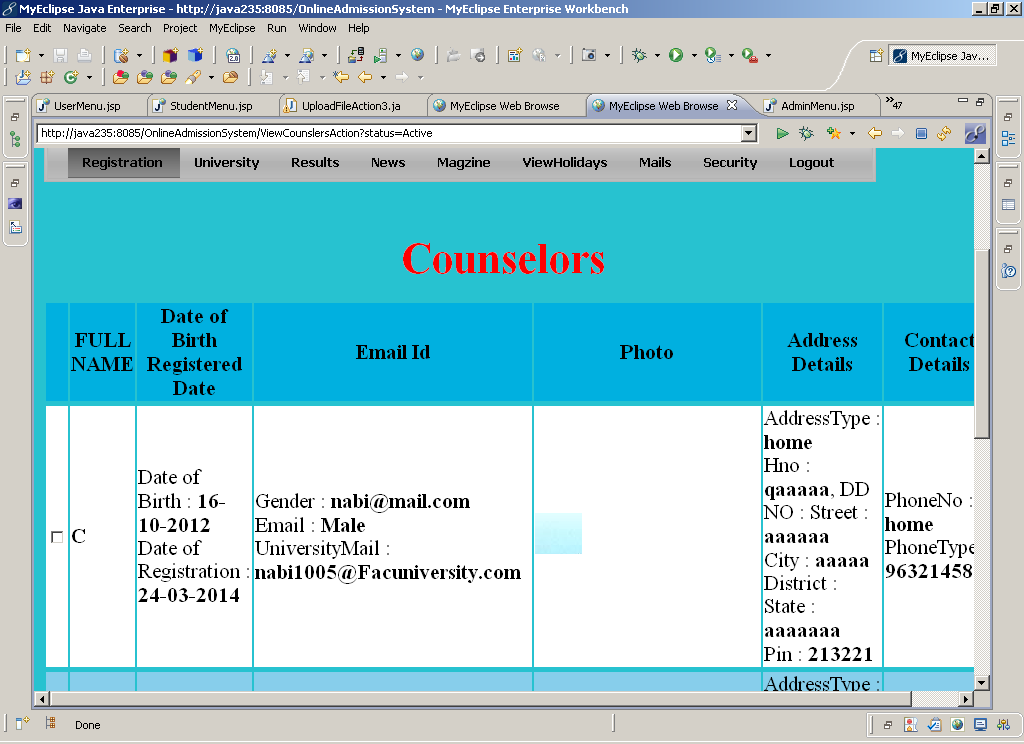 MyEclipse Java Enterprise - http://java235:8085/OnlineAdmissionSystem - MyEclipse Enterprise Workbench
File Edit Navigate Search Project MyEclipse Run Window Help
MyEclipse Jav...
UserMenu.jsp StudentMenu.jsp UploadFileAction3.ja MyEclipse Web Browse MyEclipse Web Browse AdminMenu.jsp »47
http://java235:8085/OnlineAdmissionSystem/ViewCounslersAction?status=Active
Registration University Results News Magzine ViewHolidays Mails Security Logout
Counselors
FULL
NAME
Date of
Birth
Registered
Date
Email Id
Photo
Address
Details
Contact
Details
C
Date of
Birth : 16-
10-2012
Date of
Registration :
24-03-2014
Gender : nabi@mail.com
Email : Male
UniversityMail :
nabi1005@Facuniversity.com
AddressType :
home
Hno :
qaaaaa, DD
NO : Street :
aaaaaa
City : aaaaa
District :
State :
aaaaaaa
Pin : 213221
PhoneNo :
home
PhoneType
96321458
AddressType :
Done